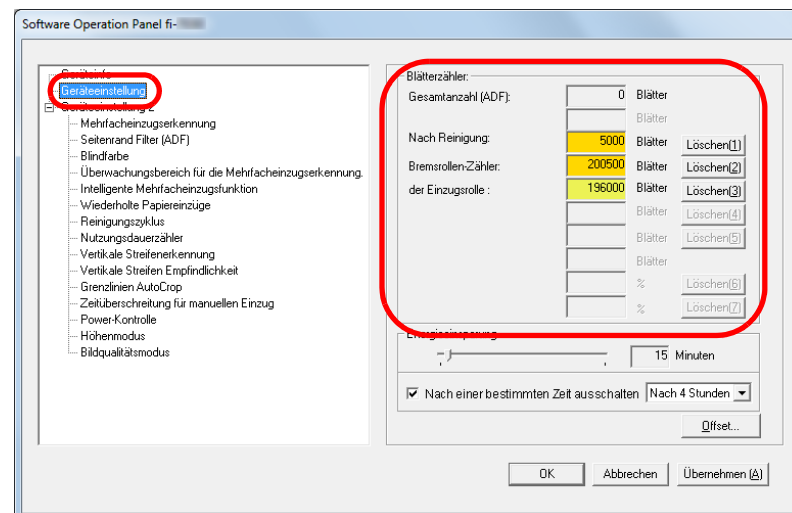 Software Operation Panel fi-
Geräteinfo
Geräteeinstellung
Geräteeinstellung 2
Mehrfacheinzugserkennung
Seitenrand Filter (ADF)
Blindfarbe
Überwachungsbereich für die Mehrfacheinzugserkennung.
Intelligente Mehrfacheinzugsfunktion
Wiederholte Papiereinzüge
Reinigungszyklus
Nutzungsdauerzähler
Vertikale Streifenerkennung
Vertikale Streifen Empfindlichkeit
Grenzlinien AutoCrop
Zeitüberschreitung für manuellen Einzug
Power-Kontrolle
Höhenmodus
Bildqualitätsmodus
Blätterzähler:
Gesamtanzahl (ADF): 0 Blätter
Blätter
Nach Reinigung: 5000 Blätter Löschen(1)
Bremsrollen-Zähler: 200500 Blätter Löschen(2)
der Einzugsrolle : 196000 Blätter Löschen(3)
Blätter Löschen(4)
Blätter Löschen(5)
Blätter
% Löschen(6)
% Löschen(7)
Energieeinsparung
15 Minuten
Nach einer bestimmten Zeit ausschalten Nach 4 Stunden
Offset...
OK Abbrechen Übernehmen (A)